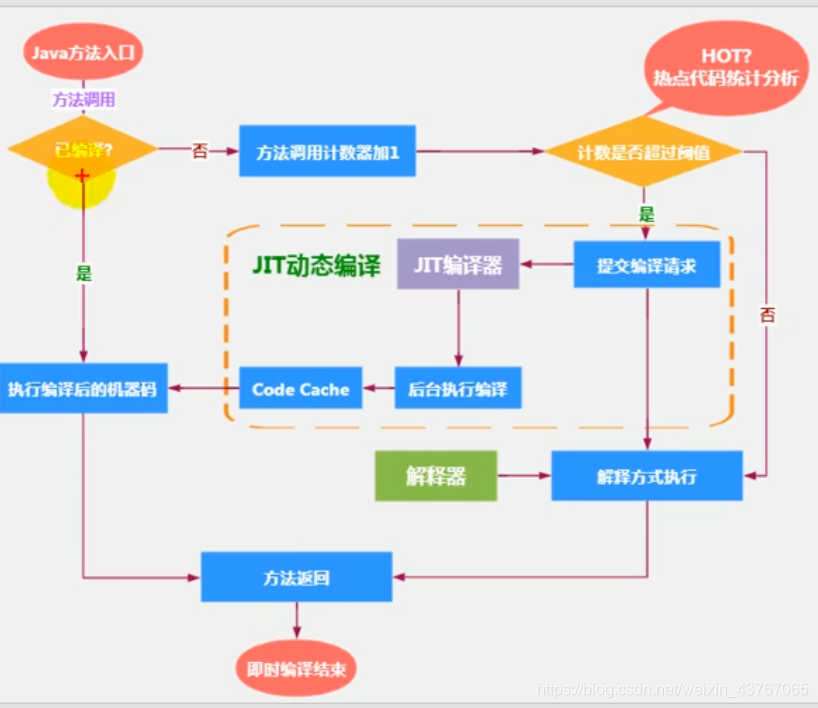 Java方法入口
方法调用
已编译?
否
方法调用计数器加1
HOT?
热点代码统计分析
计数是否超过阀值
是
是
JIT动态编译
JIT编译器
提交编译请求
否
执行编译后的机器码
Code Cache
后台执行编译
解释器
解释方式执行
方法返回
即时编译结束
https://blog.csdn.net/weixin_43767065